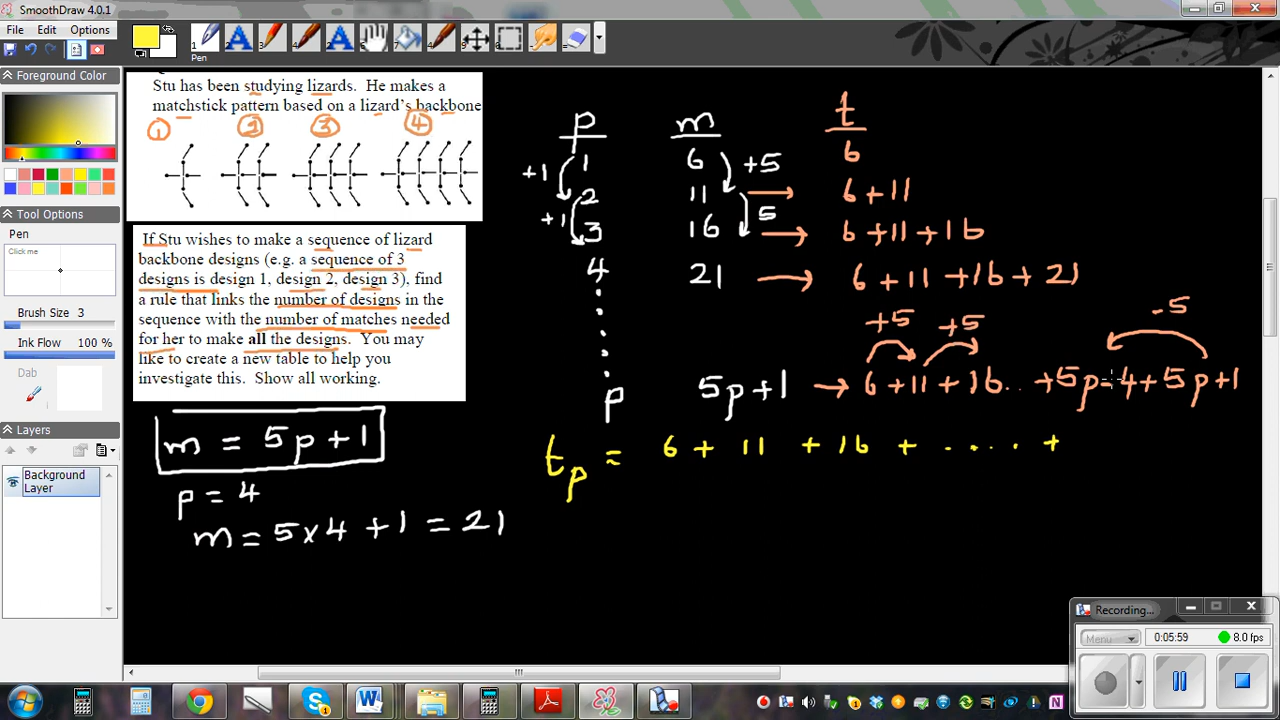 SmoothDraw 4.0.1
File Edit Options
Pen
Foreground Color
Tool Options
Pen
Click me
Brush Size 3
Ink Flow 100 %
Dab
Layers
Background Layer
Stu has been studying lizards. He makes a
matchstick pattern based on a lizard's backbone
① ② ③ ④
If Stu wishes to make a sequence of lizard
backbone designs (e.g. a sequence of 3
designs is design 1, design 2, design 3), find
a rule that links the number of designs in the
sequence with the number of matches needed
for her to make all the designs. You may
like to create a new table to help you
investigate this. Show all working.
m = 5p+1
p = 4
m = 5x4 +1 = 21
p m t
1 6 +5 6
+1
2 11 → 6+11
+1 5
3 16 → 6+11+16
4 21 → 6+11+16+21
+5 +5 -5
p 5p+1 → 6+11+16.. +5p-4+5p+1
tp = 6 + 11 + 16 + ..... +
Recording...
Menu 0:05:59 8.0 fps